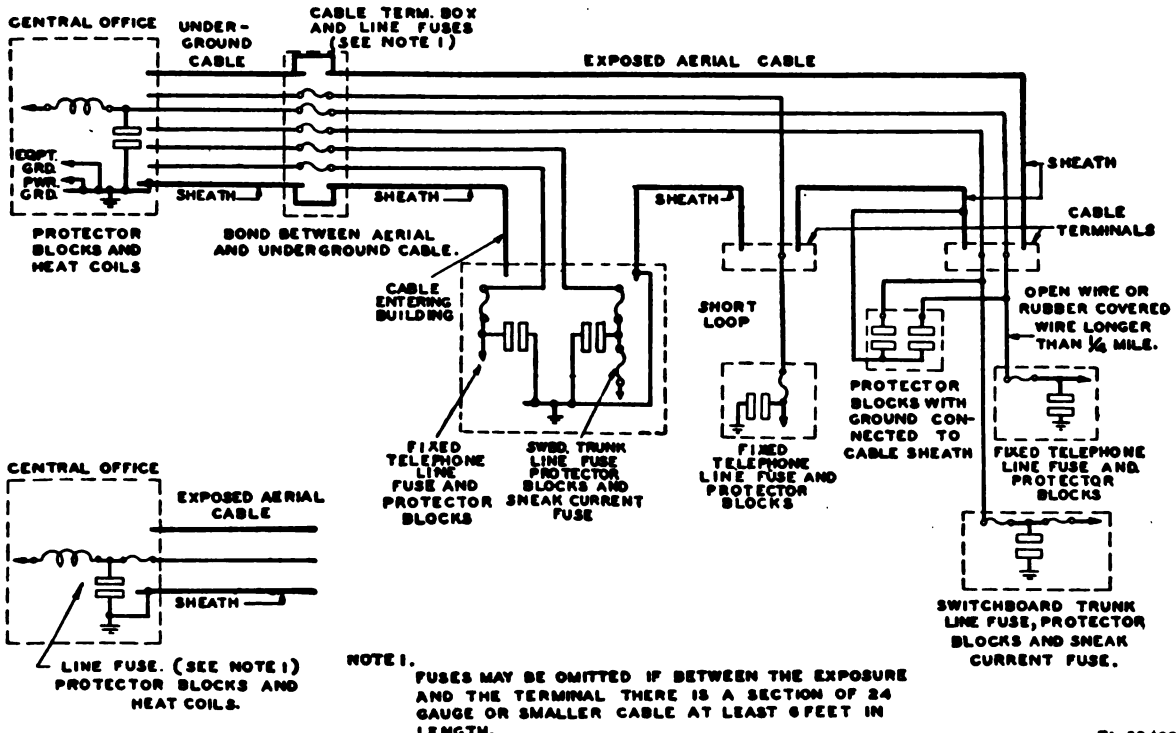 CENTRAL OFFICE
UNDER-
GROUND
CABLE
CABLE TERM. BOX
AND LINE FUSES
(SEE NOTE 1)
EXPOSED AERIAL CABLE
EQPT.
GRD.
PWR.
GRD.
SHEATH
SHEATH
SHEATH
SHEATH
CABLE
TERMINALS
PROTECTOR
BLOCKS AND
HEAT COILS
BOND BETWEEN AERIAL
AND UNDERGROUND CABLE.
CABLE
ENTERING
BUILDING
SHORT
LOOP
OPEN WIRE OR
RUBBER COVERED
WIRE LONGER
THAN 1/4 MILE.
FIXED
TELEPHONE
LINE
FUSE AND
PROTECTOR
BLOCKS
SWBD. TRUNK
LINE FUSE
PROTECTOR
BLOCKS AND
SNEAK CURRENT
FUSE
FIXED
TELEPHONE
LINE FUSE AND
PROTECTOR
BLOCKS
PROTECTOR
BLOCKS WITH
GROUND CON-
NECTED TO
CABLE SHEATH
FIXED TELEPHONE
LINE FUSE AND
PROTECTOR
BLOCKS
CENTRAL OFFICE
EXPOSED AERIAL
CABLE
SHEATH
LINE FUSE. (SEE NOTE 1)
PROTECTOR BLOCKS AND
HEAT COILS.
SWITCHBOARD TRUNK
LINE FUSE, PROTECTOR
BLOCKS AND SNEAK
CURRENT FUSE.
NOTE 1.
FUSES MAY BE OMITTED IF BETWEEN THE EXPOSURE
AND THE TERMINAL THERE IS A SECTION OF 24
GAUGE OR SMALLER CABLE AT LEAST 6 FEET IN
LENGTH.